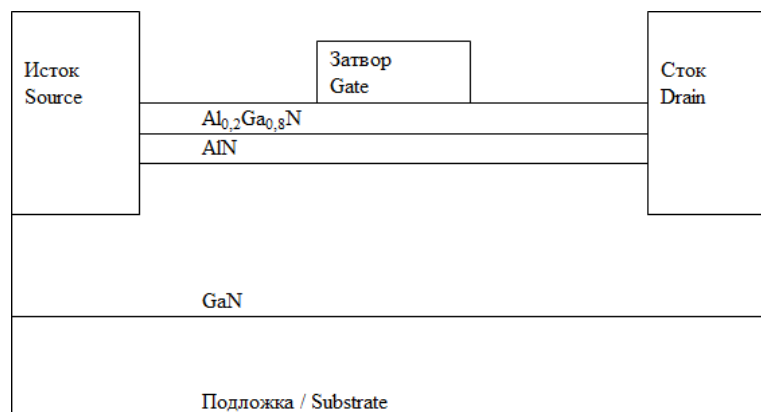 Исток
Source
Затвор
Gate
Сток
Drain
Al0,2Ga0,8N
AlN
GaN
Подложка / Substrate